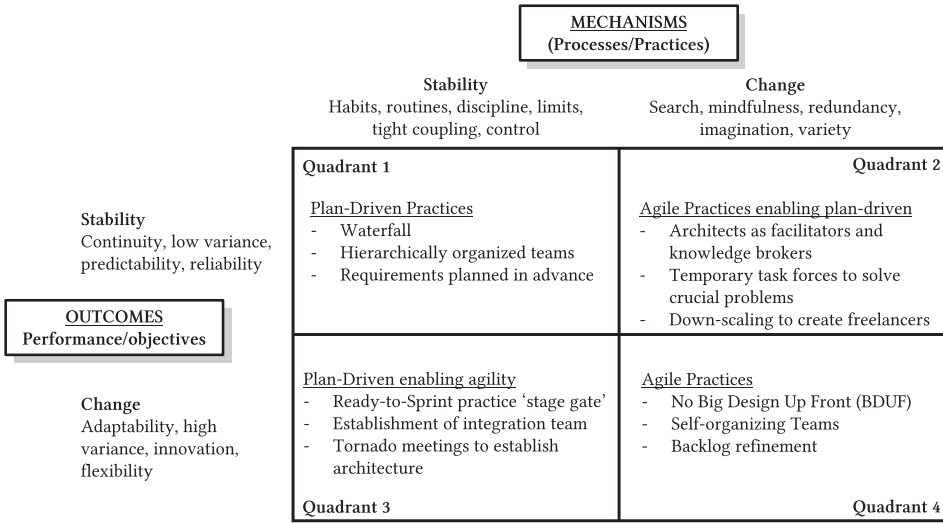 MECHANISMS
(Processes/Practices)
Stability
Habits, routines, discipline, limits,
tight coupling, control
Change
Search, mindfulness, redundancy,
imagination, variety
Quadrant 1
Quadrant 2
Stability
Continuity, low variance,
predictability, reliability
Plan-Driven Practices
- Waterfall
- Hierarchically organized teams
- Requirements planned in advance
Agile Practices enabling plan-driven
- Architects as facilitators and
knowledge brokers
- Temporary task forces to solve
crucial problems
- Down-scaling to create freelancers
OUTCOMES
Performance/objectives
Change
Adaptability, high
variance, innovation,
flexibility
Plan-Driven enabling agility
- Ready-to-Sprint practice ‘stage gate’
- Establishment of integration team
- Tornado meetings to establish
architecture
Agile Practices
- No Big Design Up Front (BDUF)
- Self-organizing Teams
- Backlog refinement
Quadrant 3
Quadrant 4